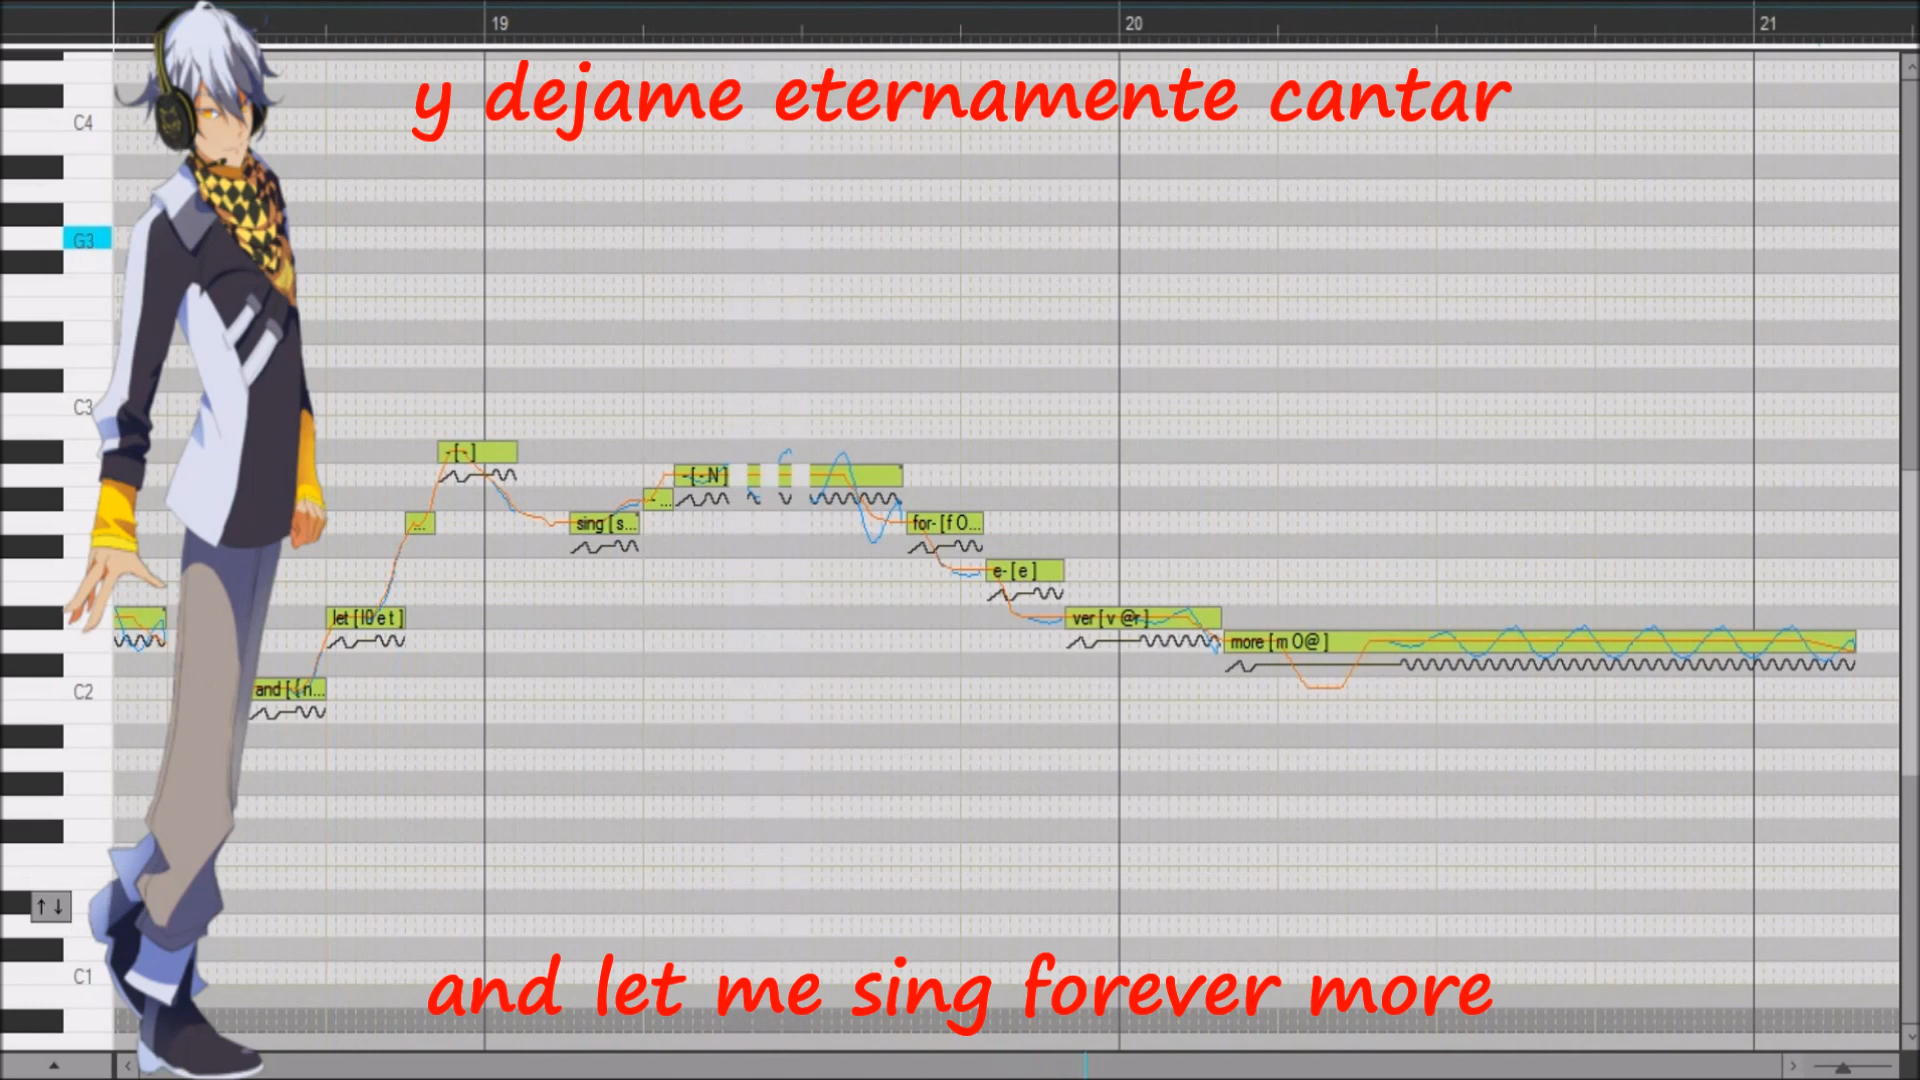 19 20 21
y dejame eternamente cantar
C4
G3
C3
-[-]
-[-N]
...
sing [ s...
for- [f O...
...
e- [ e ]
let [ l0 e t ]
ver [ v @r ]
more [ m O@ ]
C2
and [ { n...
C1
and let me sing forever more